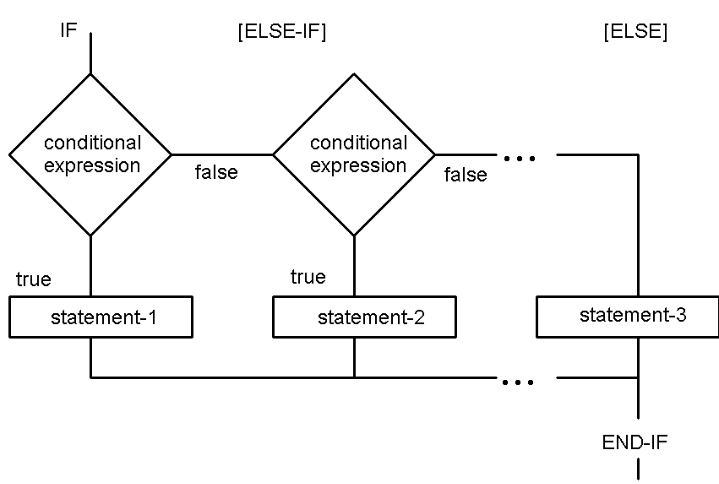 IF
[ELSE-IF]
[ELSE]
conditional
expression
false
conditional
expression
false
...
true
statement-1
true
statement-2
statement-3
...
END-IF